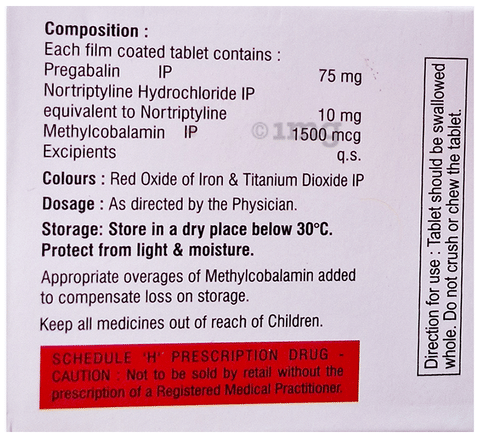 Composition :
Each film coated tablet contains :
Pregabalin IP 75 mg
Nortriptyline Hydrochloride IP
equivalent to Nortriptyline 10 mg
Methylcobalamin IP 1500 mcg
Excipients q.s.
Colours : Red Oxide of Iron & Titanium Dioxide IP
Dosage : As directed by the Physician.
Storage: Store in a dry place below 30°C.
Protect from light & moisture.
Appropriate overages of Methylcobalamin added
to compensate loss on storage.
Keep all medicines out of reach of Children.
SCHEDULE 'H' PRESCRIPTION DRUG -
CAUTION : Not to be sold by retail without the
prescription of a Registered Medical Practitioner.
Direction for use : Tablet should be swallowed
whole. Do not crush or chew the tablet.
©1mg